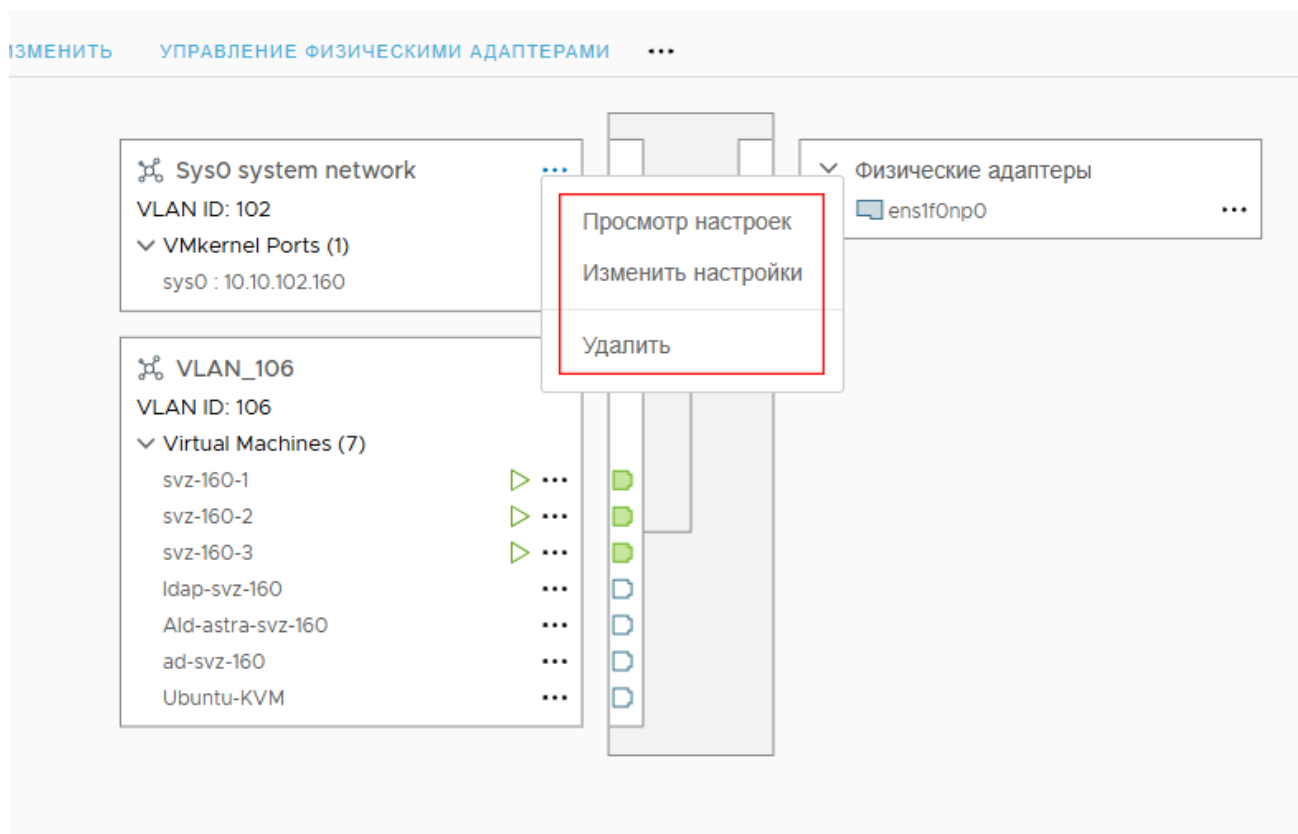 ИЗМЕНИТЬ УПРАВЛЕНИЕ ФИЗИЧЕСКИМИ АДАПТЕРАМИ
Sys0 system network
VLAN ID: 102
VMkernel Ports (1)
sys0 : 10.10.102.160
Просмотр настроек
Изменить настройки
Удалить
Физические адаптеры
ens1f0np0
VLAN_106
VLAN ID: 106
Virtual Machines (7)
svz-160-1
svz-160-2
svz-160-3
ldap-svz-160
Ald-astra-svz-160
ad-svz-160
Ubuntu-KVM